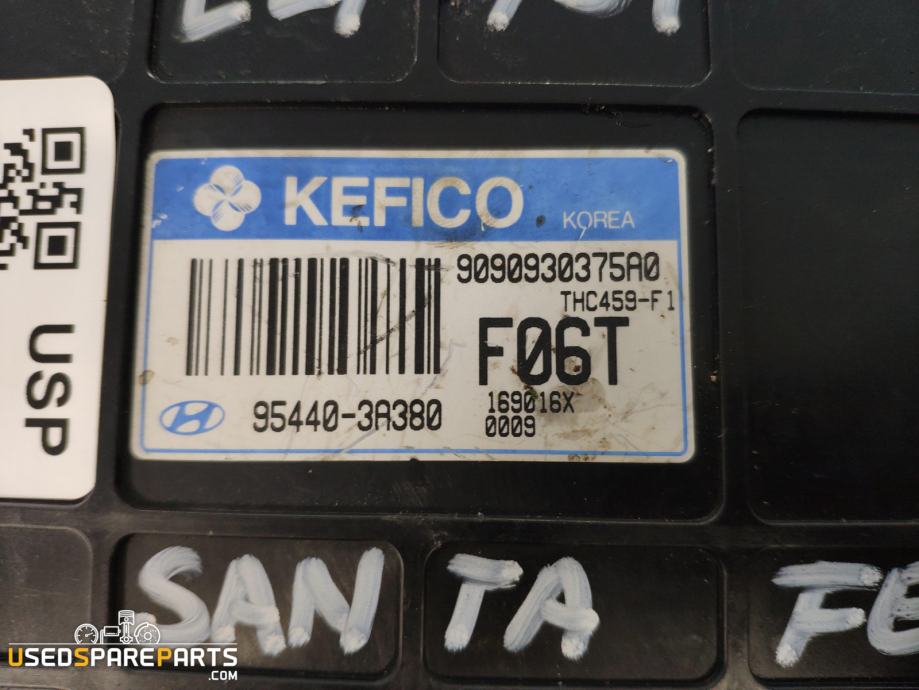 KEFICO KOREA
9090930375A0
THC459-F1
F06T
169016X
95440-3A380
0009
USP
SAN TA FE
USEDSPAREPARTS
.COM